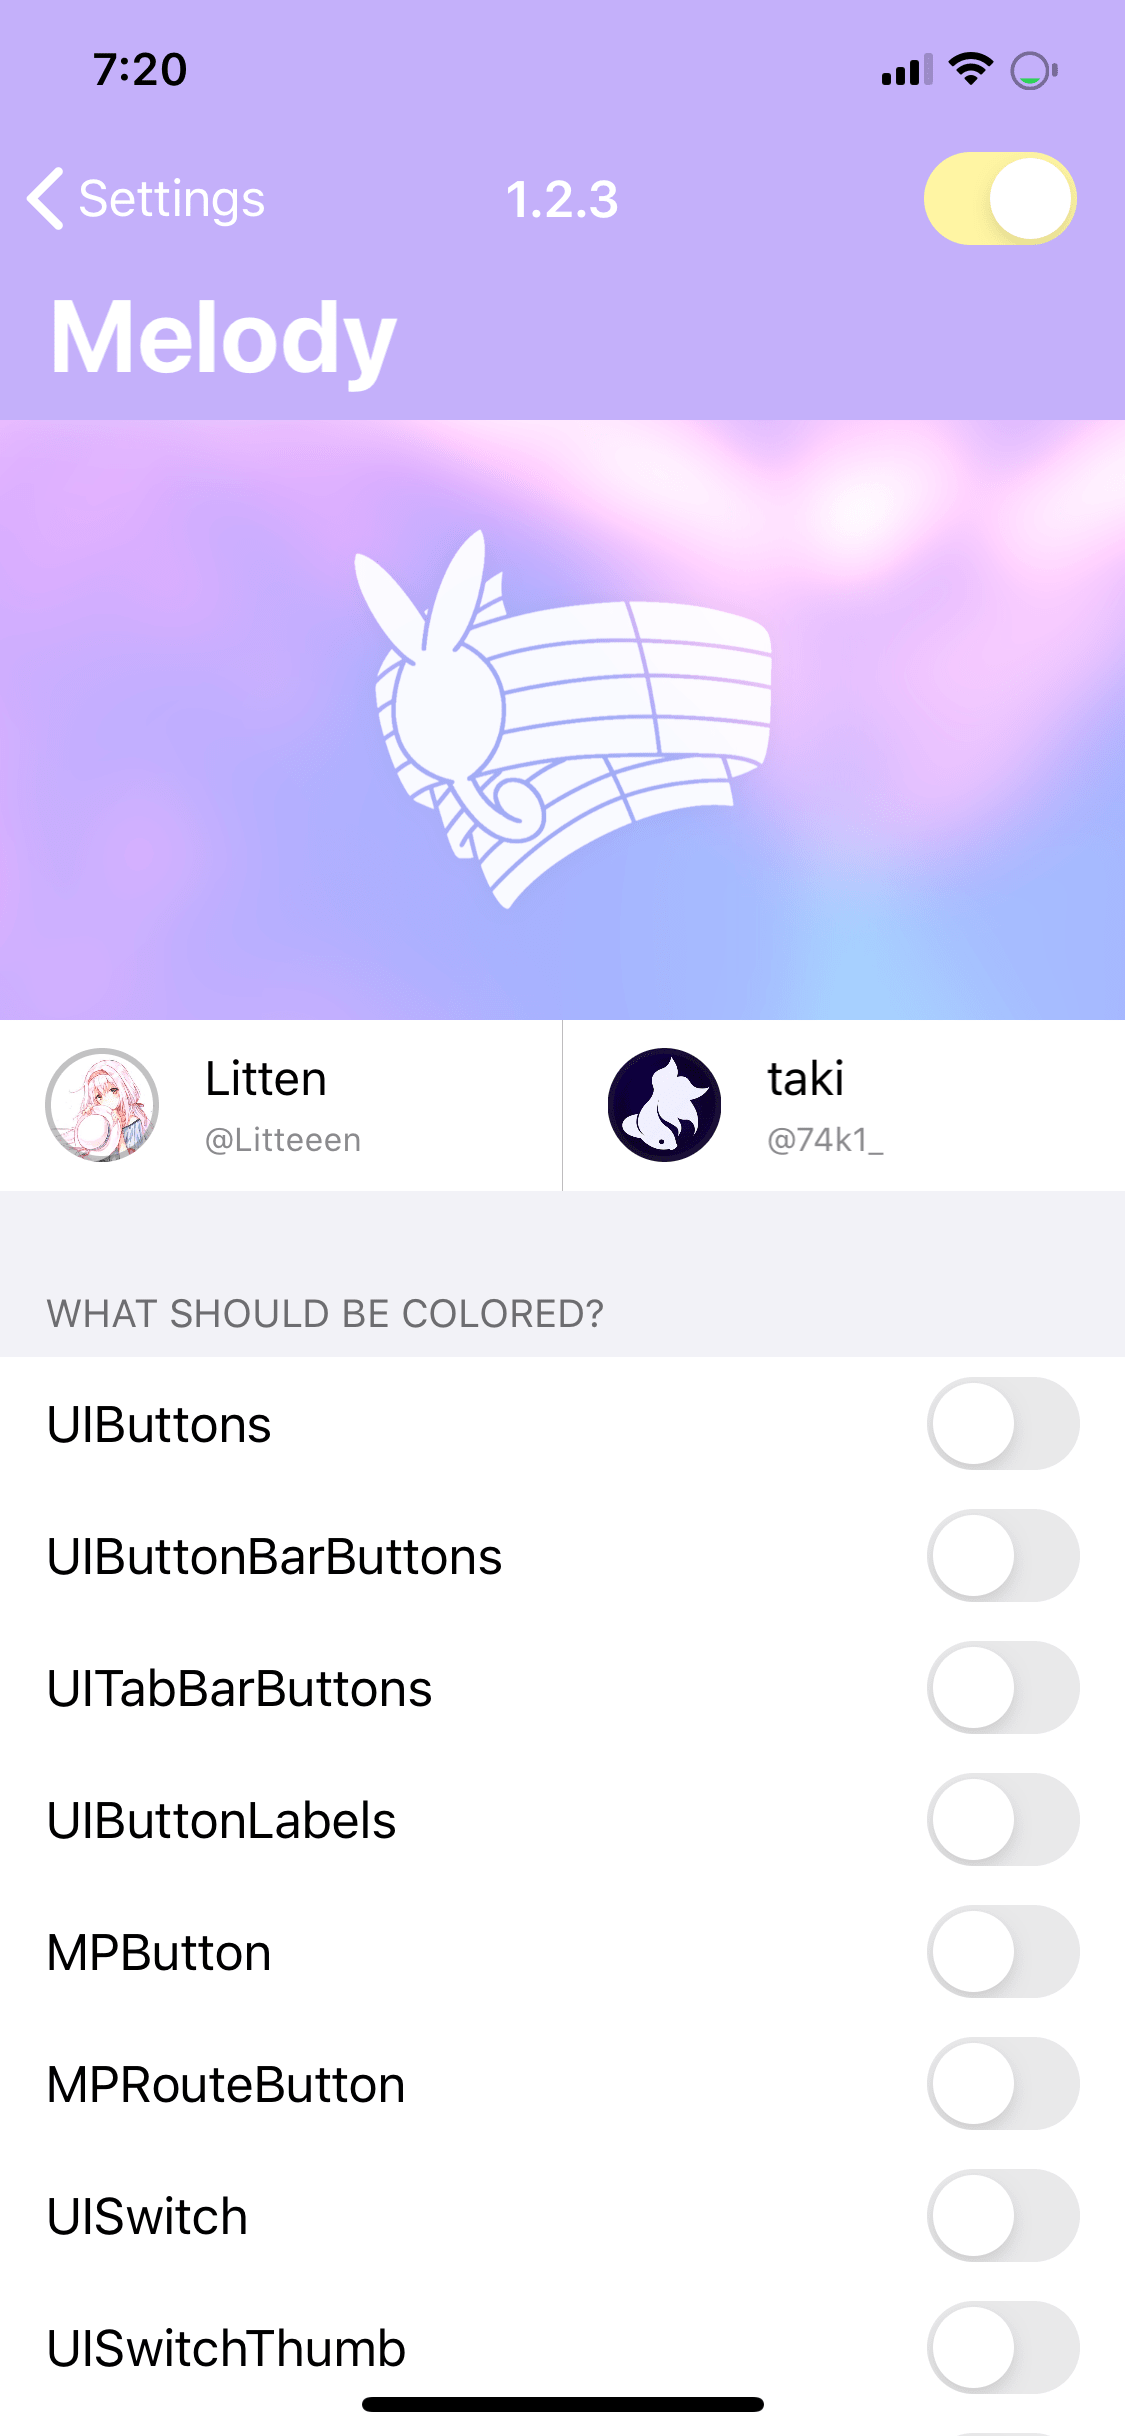 7:20
Settings
1.2.3
Melody
Litten
@Litteeen
taki
@74k1_
WHAT SHOULD BE COLORED?
UIButtons
UIButtonBarButtons
UITabBarButtons
UIButtonLabels
MPButton
MPRouteButton
UISwitch
UISwitchThumb